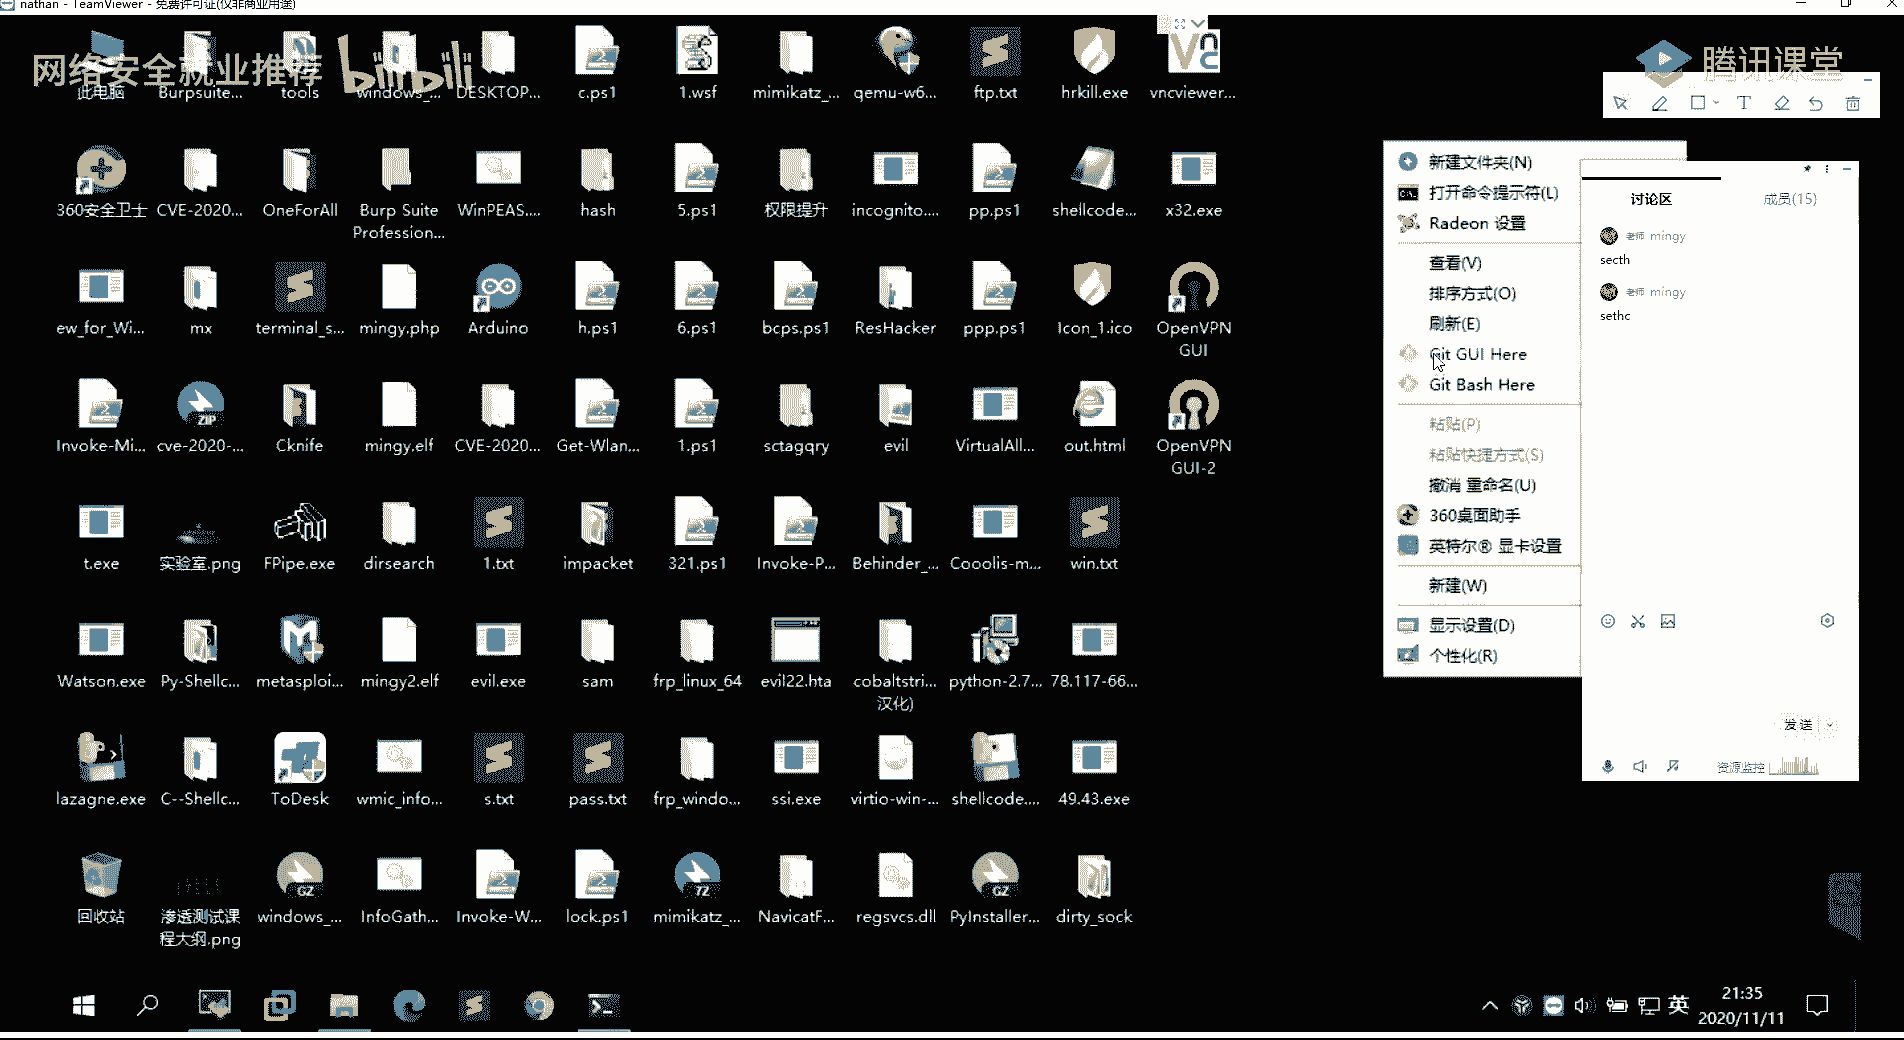 nathan - TeamViewer - 免费许可证(仅非商业用途)
网络安全就业推荐 bilibili
腾讯课堂
此电脑
Burpsuite...
tools
windows_...
DESKTOP...
c.ps1
1.wsf
mimikatz_...
qemu-w6...
ftp.txt
hrkill.exe
vncviewer...
360安全卫士
CVE-2020...
OneForAll
Burp Suite
Profession...
WinPEAS....
hash
5.ps1
权限提升
incognito....
pp.ps1
shellcode...
x32.exe
ew_for_Wi...
mx
terminal_s...
mingy.php
Arduino
h.ps1
6.ps1
bcps.ps1
ResHacker
ppp.ps1
Icon_1.ico
OpenVPN
GUI
Invoke-Mi...
cve-2020-...
Cknife
mingy.elf
CVE-2020...
Get-Wlan...
1.ps1
sctagqry
evil
VirtualAll...
out.html
OpenVPN
GUI-2
t.exe
实验室.png
FPipe.exe
dirsearch
1.txt
impacket
321.ps1
Invoke-P...
Behinder_...
Cooolis-m...
win.txt
Watson.exe
Py-Shellc...
metasploi...
mingy2.elf
evil.exe
sam
frp_linux_64
evil22.hta
cobaltstri...
汉化)
python-2.7...
78.117-66...
lazagne.exe
C--Shellc...
ToDesk
wmic_info...
s.txt
pass.txt
frp_windo...
ssi.exe
virtio-win-...
shellcode....
49.43.exe
回收站
渗透测试课
程大纲.png
windows_...
InfoGath...
Invoke-W...
lock.ps1
mimikatz_...
NavicatF...
regsvcs.dll
PyInstaller...
dirty_sock
ZIP
GZ
7Z
GZ
新建文件夹(N)
打开命令提示符(L)
Radeon 设置
查看(V)
排序方式(O)
刷新(E)
Git GUI Here
Git Bash Here
粘贴(P)
粘贴快捷方式(S)
撤消 重命名(U)
360桌面助手
英特尔® 显卡设置
新建(W)
显示设置(D)
个性化(R)
讨论区
成员(15)
老师 mingy
secth
老师 mingy
sethc
发送
资源监控
英
21:35
2020/11/11